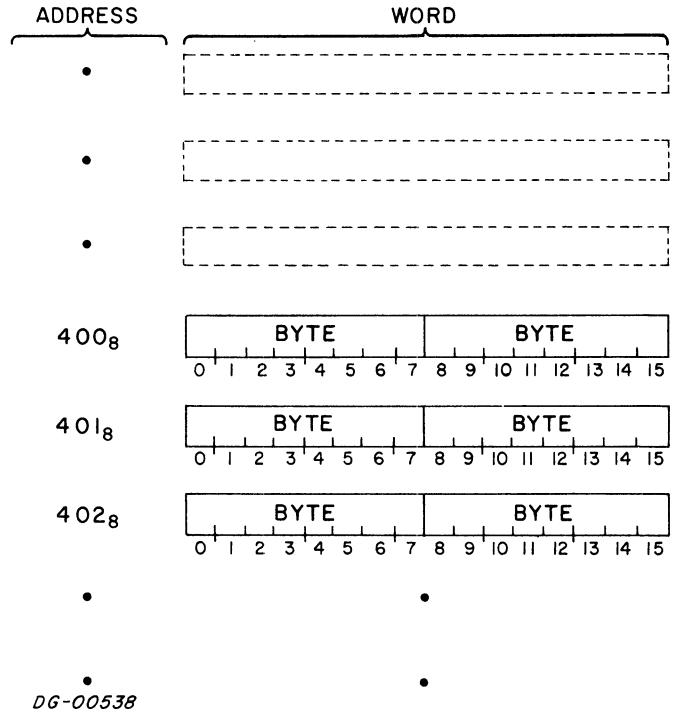 ADDRESS WORD
400₈ BYTE BYTE
0 1 2 3 4 5 6 7 8 9 10 11 12 13 14 15
401₈ BYTE BYTE
0 1 2 3 4 5 6 7 8 9 10 11 12 13 14 15
402₈ BYTE BYTE
0 1 2 3 4 5 6 7 8 9 10 11 12 13 14 15
DG-00538